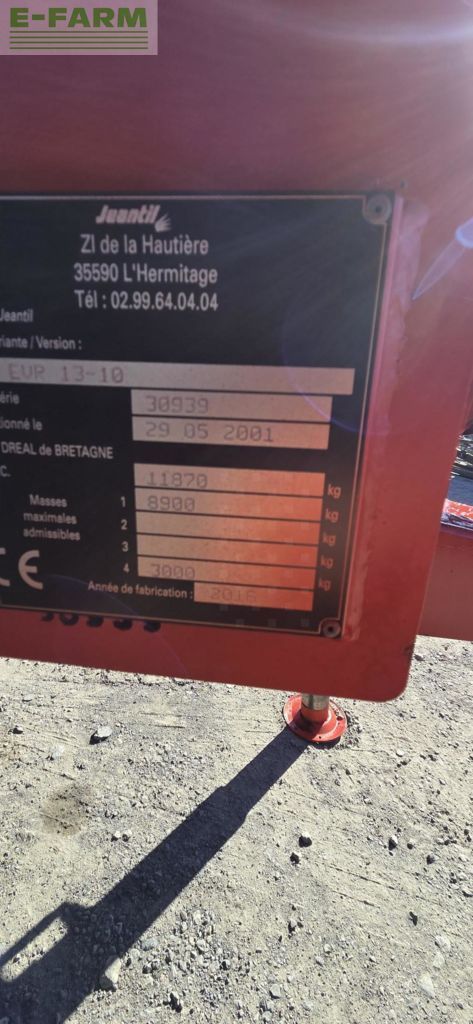 E-FARM
Jeantil
ZI de la Hautière
35590 L'Hermitage
Tél : 02.99.64.04.04
Jeantil
riante / Version :
EVR 13-10
érie 30939
tionné le 29 05 2001
DREAL de BRETAGNE
C. 11870 kg
Masses 1 8900 kg
maximales 2 kg
admissibles 3 kg
4 3000 kg
CE
Année de fabrication : 2016